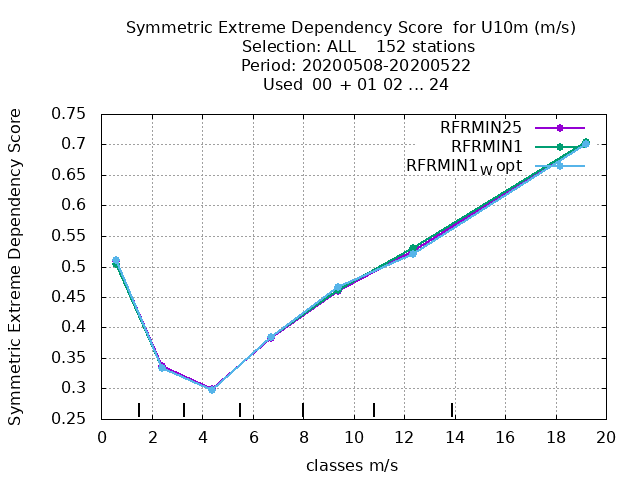 Symmetric Extreme Dependency Score for U10m (m/s)
Selection: ALL 152 stations
Period: 20200508-20200522
Used 00 + 01 02 ... 24
Symmetric Extreme Dependency Score
0.75
0.7
0.65
0.6
0.55
0.5
0.45
0.4
0.35
0.3
0.25
RFRMIN25
RFRMIN1
RFRMIN1W opt
0 2 4 6 8 10 12 14 16 18 20
classes m/s